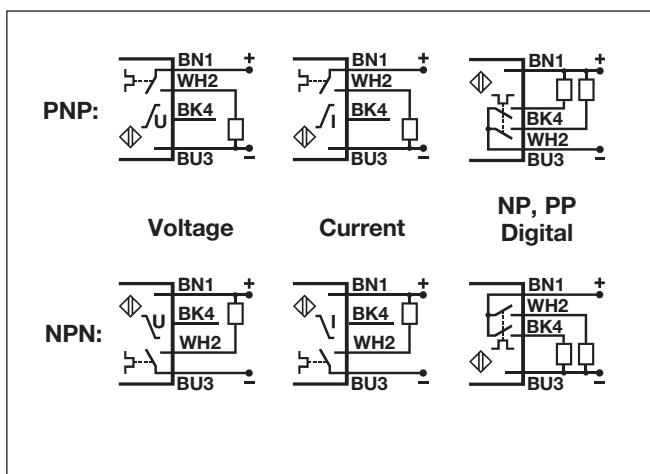 BN1 +
WH2
PNP:
BK4
U
BU3 −
BN1 +
WH2
BK4
I
BU3 −
BN1 +
BK4
WH2
BU3 −
Voltage
Current
NP, PP
Digital
BN1 +
U
BK4
NPN:
WH2
BU3 −
BN1 +
I
BK4
WH2
BU3 −
BN1 +
WH2
BK4
BU3 −